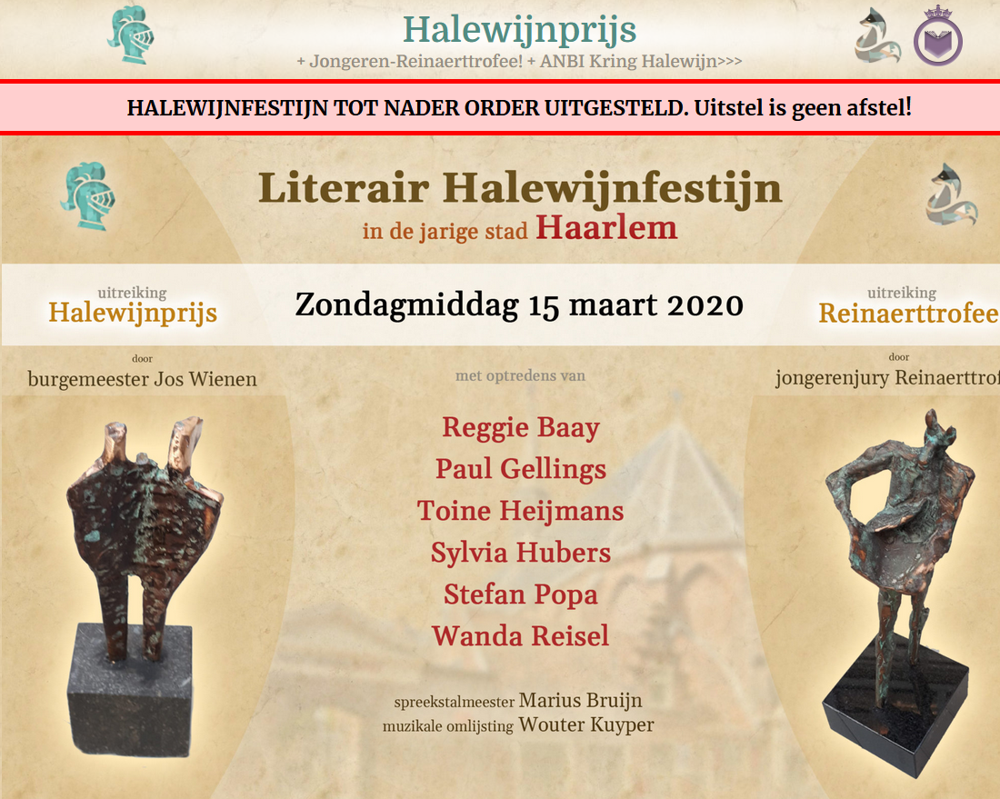 Halewijnprijs
+ Jongeren-Reinaerttrofee! + ANBI Kring Halewijn>>>
HALEWIJNFESTIJN TOT NADER ORDER UITGESTELD. Uitstel is geen afstel!
Literair Halewijnfestijn
in de jarige stad Haarlem
uitreiking
Halewijnprijs
door
burgemeester Jos Wienen
Zondagmiddag 15 maart 2020
uitreiking
Reinaerttrofee
door
jongerenjury Reinaerttrof
met optredens van
Reggie Baay
Paul Gellings
Toine Heijmans
Sylvia Hubers
Stefan Popa
Wanda Reisel
spreekstalmeester Marius Bruijn
muzikale omlijsting Wouter Kuyper